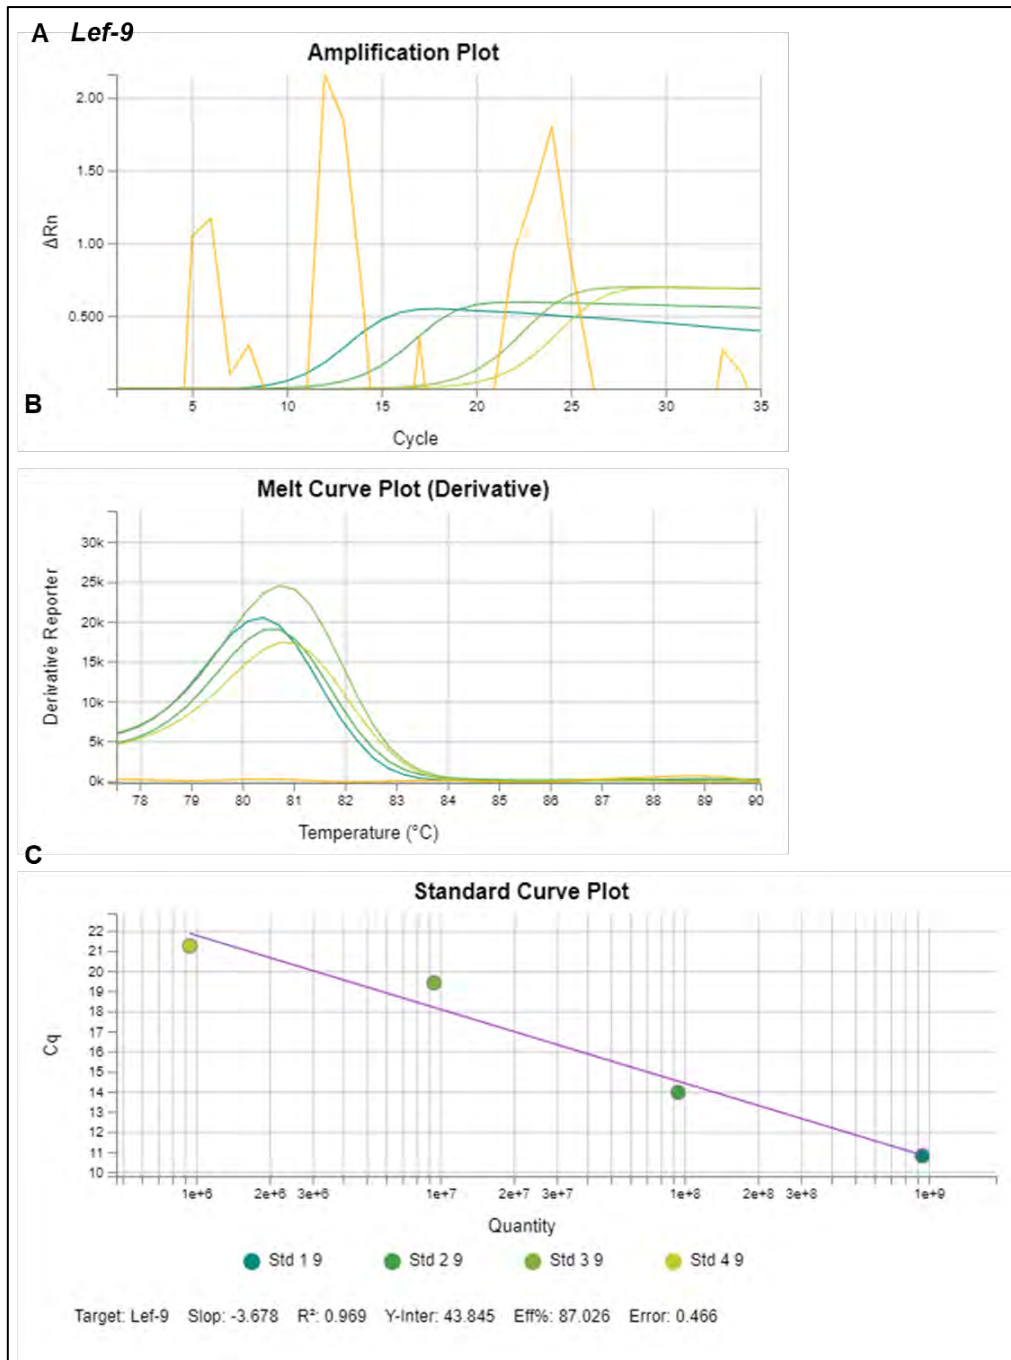 A Lef-9
Amplification Plot
2.00
1.50
1.00
0.500
ΔRn
5 10 15 20 25 30 35
Cycle
B
Melt Curve Plot (Derivative)
30k
25k
20k
15k
10k
5k
0k
Derivative Reporter
78 79 80 81 82 83 84 85 86 87 88 89 90
Temperature (°C)
C
Standard Curve Plot
22
21
20
19
18
17
16
15
14
13
12
11
10
Cq
1e+6 2e+6 3e+6 1e+7 2e+7 3e+7 1e+8 2e+8 3e+8 1e+9
Quantity
Std 1 9 Std 2 9 Std 3 9 Std 4 9
Target: Lef-9 Slop: -3.678 R²: 0.969 Y-Inter: 43.845 Eff%: 87.026 Error: 0.466